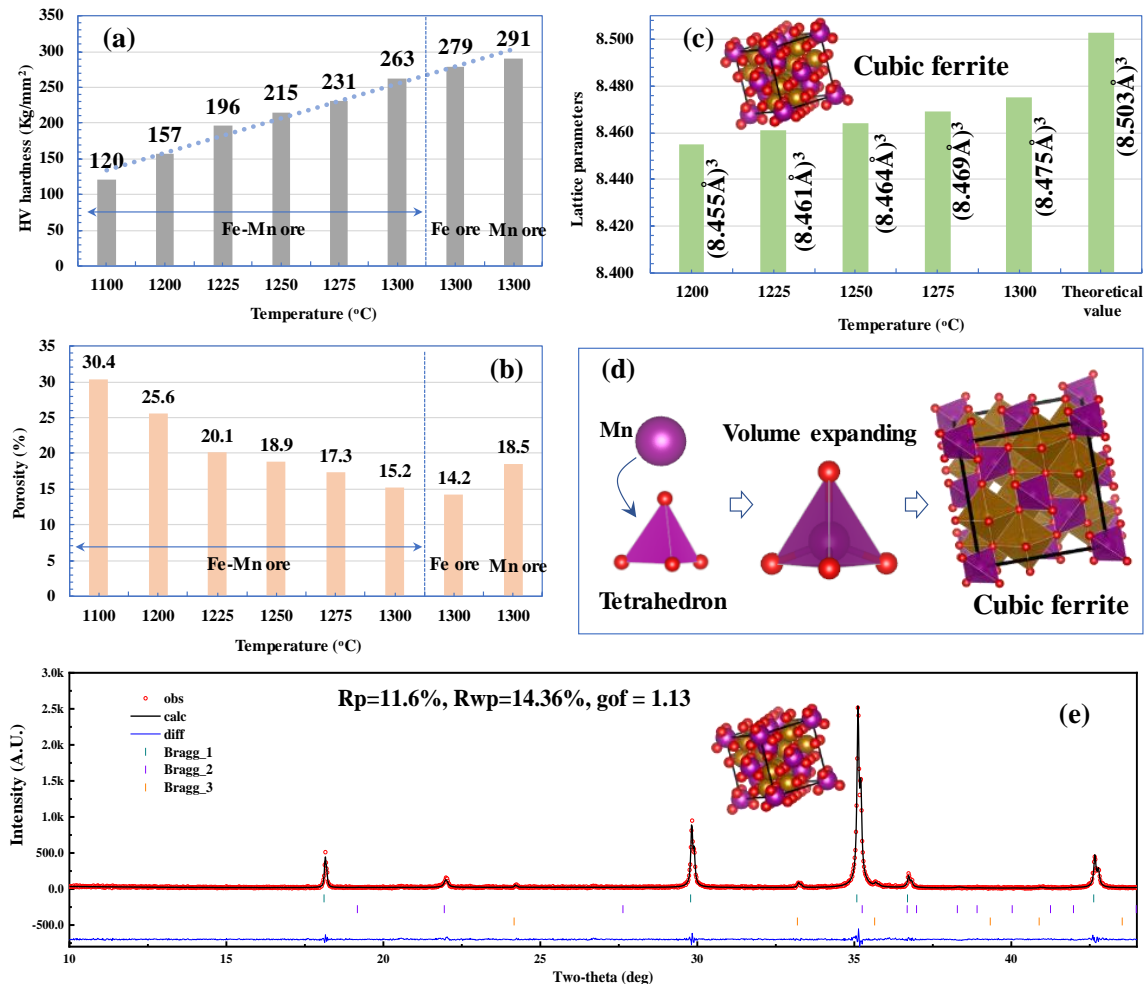 (a)
HV hardness (Kg/mm²)
350
300
250
200
150
100
50
0
120
157
196
215
231
263
279
291
Fe-Mn ore
Fe ore
Mn ore
1100
1200
1225
1250
1275
1300
1300
1300
Temperature (°C)
(c)
Cubic ferrite
Lattice parameters
8.500
8.480
8.460
8.440
8.420
8.400
(8.455Å)³
(8.461Å)³
(8.464Å)³
(8.469Å)³
(8.475Å)³
(8.503Å)³
1200
1225
1250
1275
1300
Theoretical
value
Temperature (°C)
(b)
Porosity (%)
35
30
25
20
15
10
5
0
30.4
25.6
20.1
18.9
17.3
15.2
14.2
18.5
Fe-Mn ore
Fe ore
Mn ore
1100
1200
1225
1250
1275
1300
1300
1300
Temperature (°C)
(d)
Mn
Volume expanding
Tetrahedron
Cubic ferrite
(e)
Rp=11.6%, Rwp=14.36%, gof = 1.13
obs
calc
diff
Bragg_1
Bragg_2
Bragg_3
Intensity (A.U.)
3.0k
2.5k
2.0k
1.5k
1.0k
500.0
0.0
-500.0
10
15
20
25
30
35
40
Two-theta (deg)